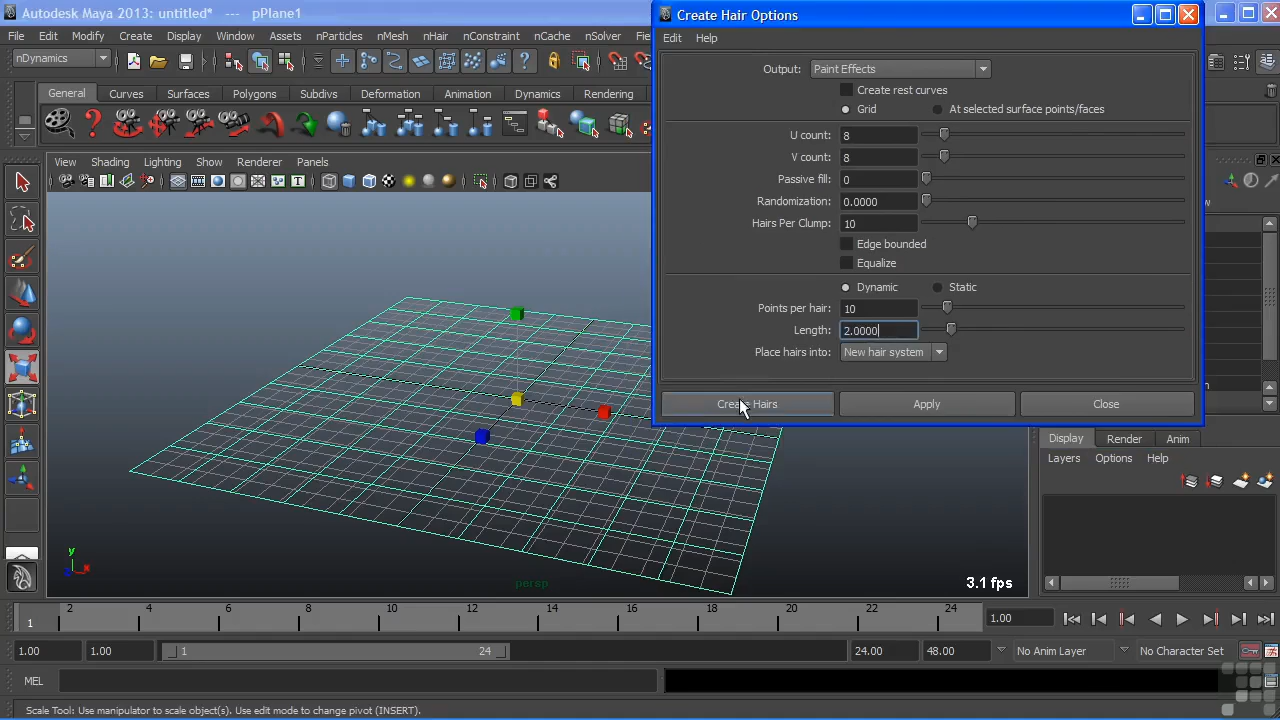 Autodesk Maya 2013: untitled*   ---   pPlane1
Create Hair Options
File Edit Modify Create Display Window Assets nParticles nMesh nHair nConstraint nCache nSolver
Edit Help
nDynamics
Output: Paint Effects
Create rest curves
General Curves Surfaces Polygons Subdivs Deformation Animation Dynamics Rendering
Grid At selected surface points/faces
U count: 8
V count: 8
View Shading Lighting Show Renderer Panels
Passive fill: 0
Randomization: 0.0000
Hairs Per Clump: 10
Edge bounded
Equalize
Dynamic Static
Points per hair: 10
Length: 2.0000
Place hairs into: New hair system
Create Hairs Apply Close
Display Render Anim
Layers Options Help
y
z x
persp
3.1 fps
2 4 6 8 10 12 14 16 18 20 22 24
1
1.00
1.00 1.00 1 24 24.00 48.00 No Anim Layer No Character Set
MEL
Scale Tool: Use manipulator to scale object(s). Use edit mode to change pivot (INSERT).